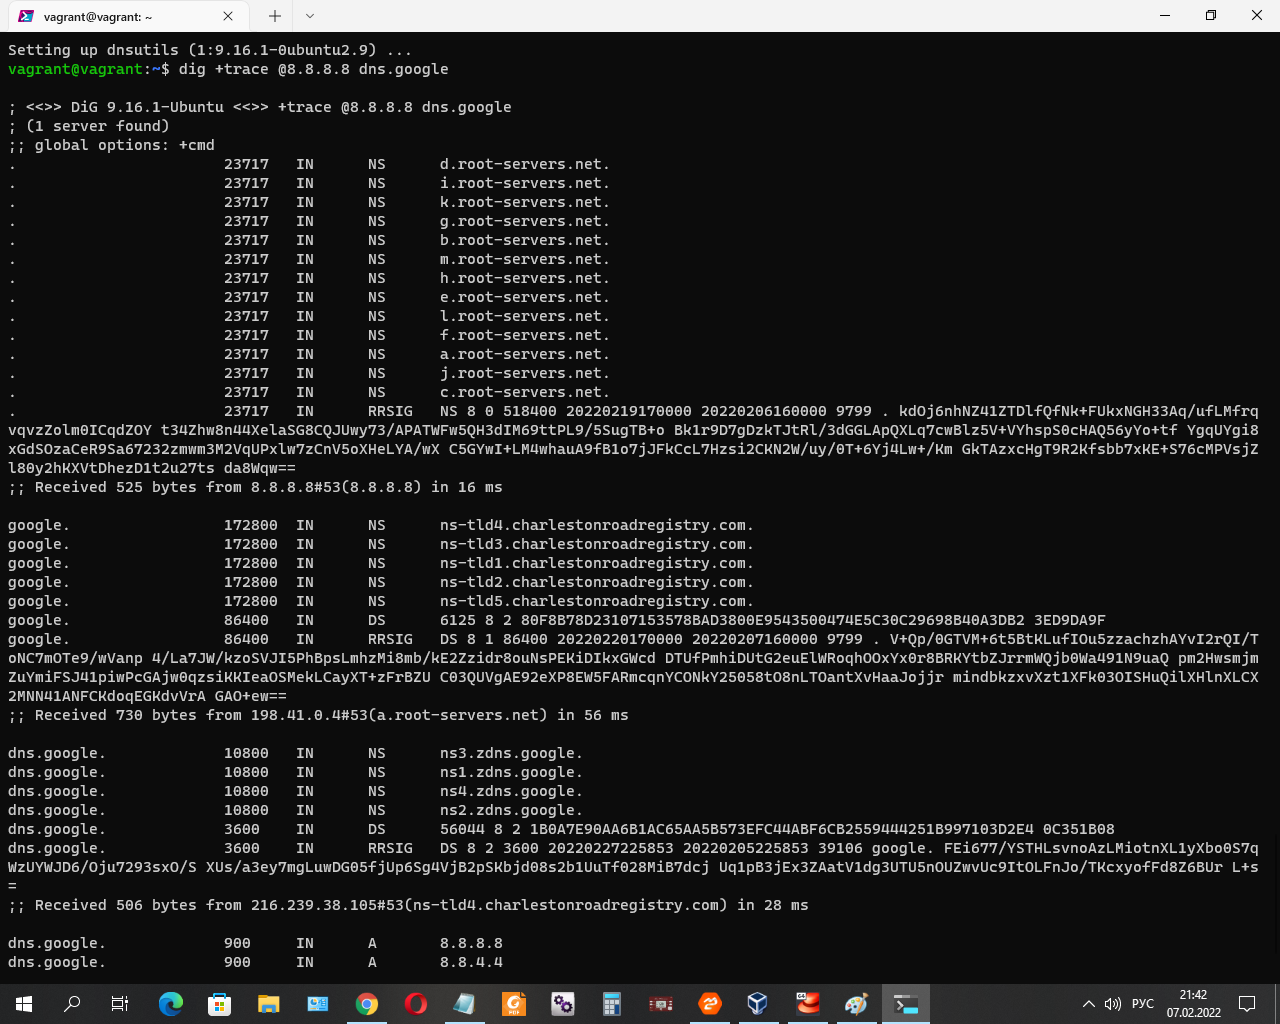 vagrant@vagrant: ~
Setting up dnsutils (1:9.16.1-0ubuntu2.9) ...
vagrant@vagrant:~$ dig +trace @8.8.8.8 dns.google
; <<>> DiG 9.16.1-Ubuntu <<>> +trace @8.8.8.8 dns.google
; (1 server found)
;; global options: +cmd
. 23717 IN NS d.root-servers.net.
. 23717 IN NS i.root-servers.net.
. 23717 IN NS k.root-servers.net.
. 23717 IN NS g.root-servers.net.
. 23717 IN NS b.root-servers.net.
. 23717 IN NS m.root-servers.net.
. 23717 IN NS h.root-servers.net.
. 23717 IN NS e.root-servers.net.
. 23717 IN NS l.root-servers.net.
. 23717 IN NS f.root-servers.net.
. 23717 IN NS a.root-servers.net.
. 23717 IN NS j.root-servers.net.
. 23717 IN NS c.root-servers.net.
. 23717 IN RRSIG NS 8 0 518400 20220219170000 20220206160000 9799 . kdOj6nhNZ41ZTDlfQfNk+FUkxNGH33Aq/ufLMfrq
vqvzZolm0ICqdZOY t34Zhw8n44XelaSG8CQJUwy73/APATWFw5QH3dIM69ttPL9/5SugTB+o Bk1r9D7gDzkTJtRl/3dGGLApQXLq7cwBlz5V+VYhspS0cHAQ56yYo+tf YgqUYgi8
xGdSOzaCeR9Sa67232zmwm3M2VqUPxlw7zCnV5oXHeLYA/wX C5GYwI+LM4whauA9fB1o7jJFkCcL7Hzsi2CKN2W/uy/0T+6Yj4Lw+/Km GkTAzxcHgT9R2Kfsbb7xkE+S76cMPVsjZ
l80y2hKXVtDhezD1t2u27ts da8Wqw==
;; Received 525 bytes from 8.8.8.8#53(8.8.8.8) in 16 ms
google. 172800 IN NS ns-tld4.charlestonroadregistry.com.
google. 172800 IN NS ns-tld3.charlestonroadregistry.com.
google. 172800 IN NS ns-tld1.charlestonroadregistry.com.
google. 172800 IN NS ns-tld2.charlestonroadregistry.com.
google. 172800 IN NS ns-tld5.charlestonroadregistry.com.
google. 86400 IN DS 6125 8 2 80F8B78D23107153578BAD3800E9543500474E5C30C29698B40A3DB2 3ED9DA9F
google. 86400 IN RRSIG DS 8 1 86400 20220220170000 20220207160000 9799 . V+Qp/0GTVM+6t5BtKLufIOu5zzachzhAYvI2rQI/T
oNC7mOTe9/wVanp 4/La7JW/kzoSVJI5PhBpsLmhzMi8mb/kE2Zzidr8ouNsPEKiDIkxGWcd DTUfPmhiDUtG2euElWRoqhOOxYx0r8BRKYtbZJrrmWQjb0Wa491N9uaQ pm2Hwsmjm
ZuYmiFSJ41piwPcGAjw0qzsiKKIeaOSMekLCayXT+zFrBZU C03QUVgAE92eXP8EW5FARmcqnYCONkY25058tO8nLTOantXvHaaJojjr mindbkzxvXzt1XFk03OISHuQilXHlnXLCX
2MNN41ANFCKdoqEGKdvVrA GAO+ew==
;; Received 730 bytes from 198.41.0.4#53(a.root-servers.net) in 56 ms
dns.google. 10800 IN NS ns3.zdns.google.
dns.google. 10800 IN NS ns1.zdns.google.
dns.google. 10800 IN NS ns4.zdns.google.
dns.google. 10800 IN NS ns2.zdns.google.
dns.google. 3600 IN DS 56044 8 2 1B0A7E90AA6B1AC65AA5B573EFC44ABF6CB2559444251B997103D2E4 0C351B08
dns.google. 3600 IN RRSIG DS 8 2 3600 20220227225853 20220205225853 39106 google. FEi677/YSTHLsvnoAzLMiotnXL1yXbo0S7q
WzUYWJD6/Oju7293sxO/S XUs/a3ey7mgLuwDG05fjUp6Sg4VjB2pSKbjd08s2b1UuTf028MiB7dcj Uq1pB3jEx3ZAatV1dg3UTU5nOUZwvUc9ItOLFnJo/TKcxyofFd8Z6BUr L+s
=
;; Received 506 bytes from 216.239.38.105#53(ns-tld4.charlestonroadregistry.com) in 28 ms
dns.google. 900 IN A 8.8.8.8
dns.google. 900 IN A 8.8.4.4
РУС
21:42
07.02.2022